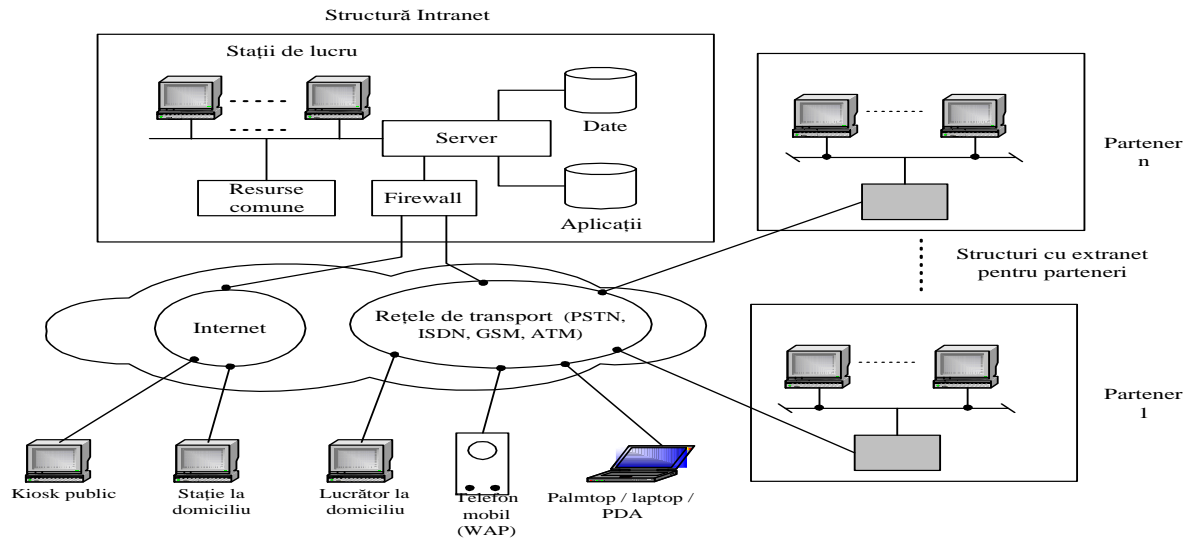 Structură Intranet
Stații de lucru
Date
Server
Resurse
comune
Firewall
Aplicații
Partener
n
Structuri cu extranet
pentru parteneri
Internet
Rețele de transport (PSTN,
ISDN, GSM, ATM)
Partener
1
Kiosk public
Stație la
domiciliu
Lucrător la
domiciliu
Telefon
mobil
(WAP)
Palmtop / laptop /
PDA